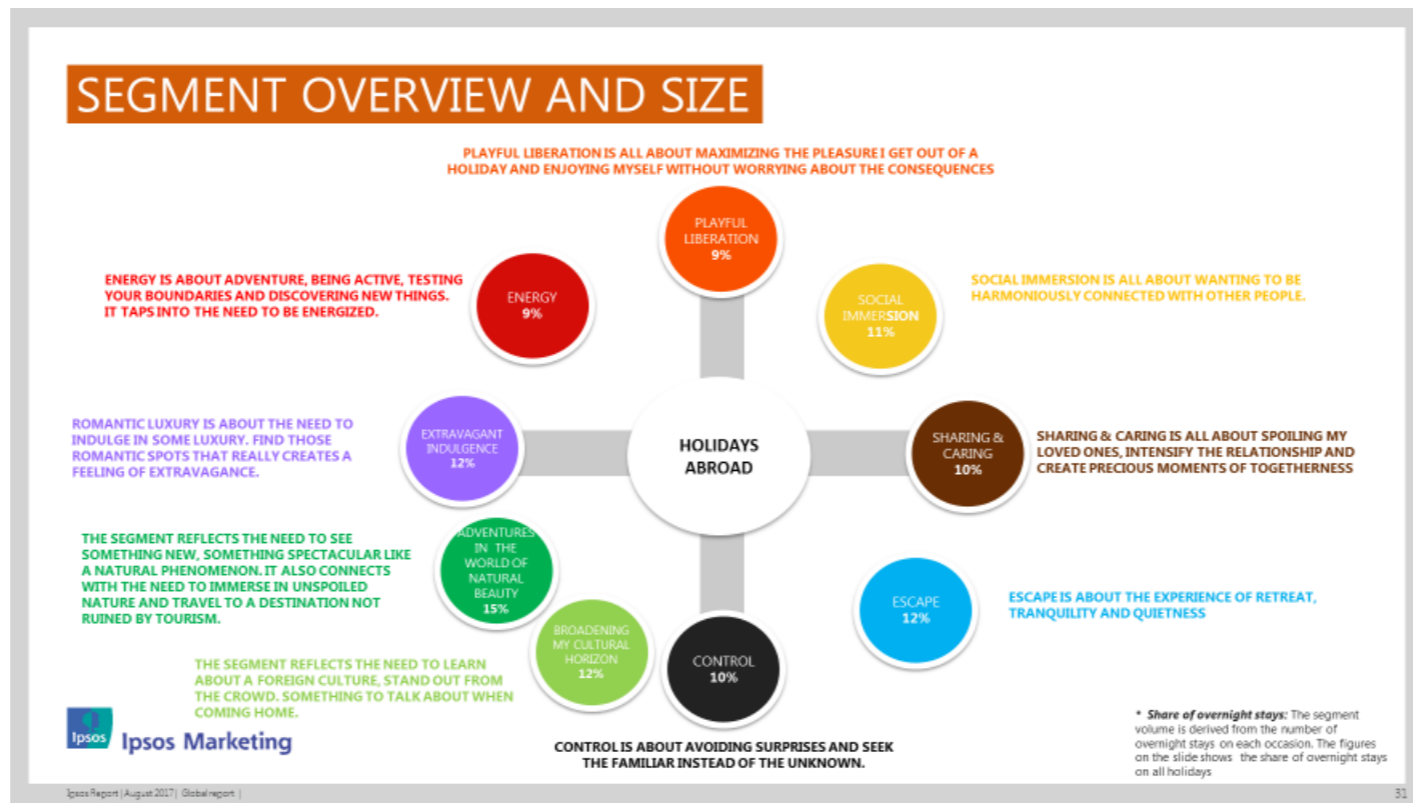 SEGMENT OVERVIEW AND SIZE
PLAYFUL LIBERATION IS ALL ABOUT MAXIMIZING THE PLEASURE I GET OUT OF A
HOLIDAY AND ENJOYING MYSELF WITHOUT WORRYING ABOUT THE CONSEQUENCES
PLAYFUL
LIBERATION
9%
ENERGY IS ABOUT ADVENTURE, BEING ACTIVE, TESTING
YOUR BOUNDARIES AND DISCOVERING NEW THINGS.
IT TAPS INTO THE NEED TO BE ENERGIZED.
ENERGY
9%
SOCIAL
IMMERSION
11%
SOCIAL IMMERSION IS ALL ABOUT WANTING TO BE
HARMONIOUSLY CONNECTED WITH OTHER PEOPLE.
ROMANTIC LUXURY IS ABOUT THE NEED TO
INDULGE IN SOME LUXURY. FIND THOSE
ROMANTIC SPOTS THAT REALLY CREATES A
FEELING OF EXTRAVAGANCE.
EXTRAVAGANT
INDULGENCE
12%
HOLIDAYS
ABROAD
SHARING &
CARING
10%
SHARING & CARING IS ALL ABOUT SPOILING MY
LOVED ONES, INTENSIFY THE RELATIONSHIP AND
CREATE PRECIOUS MOMENTS OF TOGETHERNESS
THE SEGMENT REFLECTS THE NEED TO SEE
SOMETHING NEW, SOMETHING SPECTACULAR LIKE
A NATURAL PHENOMENON. IT ALSO CONNECTS
WITH THE NEED TO IMMERSE IN UNSPOILED
NATURE AND TRAVEL TO A DESTINATION NOT
RUINED BY TOURISM.
ADVENTURES
IN THE
WORLD OF
NATURAL
BEAUTY
15%
ESCAPE
12%
ESCAPE IS ABOUT THE EXPERIENCE OF RETREAT,
TRANQUILITY AND QUIETNESS
BROADENING
MY CULTURAL
HORIZON
12%
THE SEGMENT REFLECTS THE NEED TO LEARN
ABOUT A FOREIGN CULTURE, STAND OUT FROM
THE CROWD. SOMETHING TO TALK ABOUT WHEN
COMING HOME.
CONTROL
10%
CONTROL IS ABOUT AVOIDING SURPRISES AND SEEK
THE FAMILIAR INSTEAD OF THE UNKNOWN.
Ipsos
Ipsos Marketing
* Share of overnight stays: The segment
volume is derived from the number of
overnight stays on each occasion. The figures
on the slide shows the share of overnight stays
on all holidays
Ipsos Report | August 2017 | Global report |
31